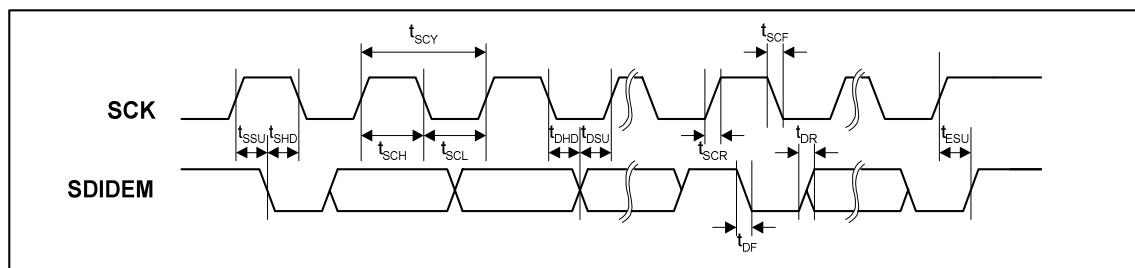 tSCY
tSCF
SCK
tSSU tSHD
tSCH tSCL
tDHD tDSU
tSCR
tDR
tESU
SDIDEM
tDF